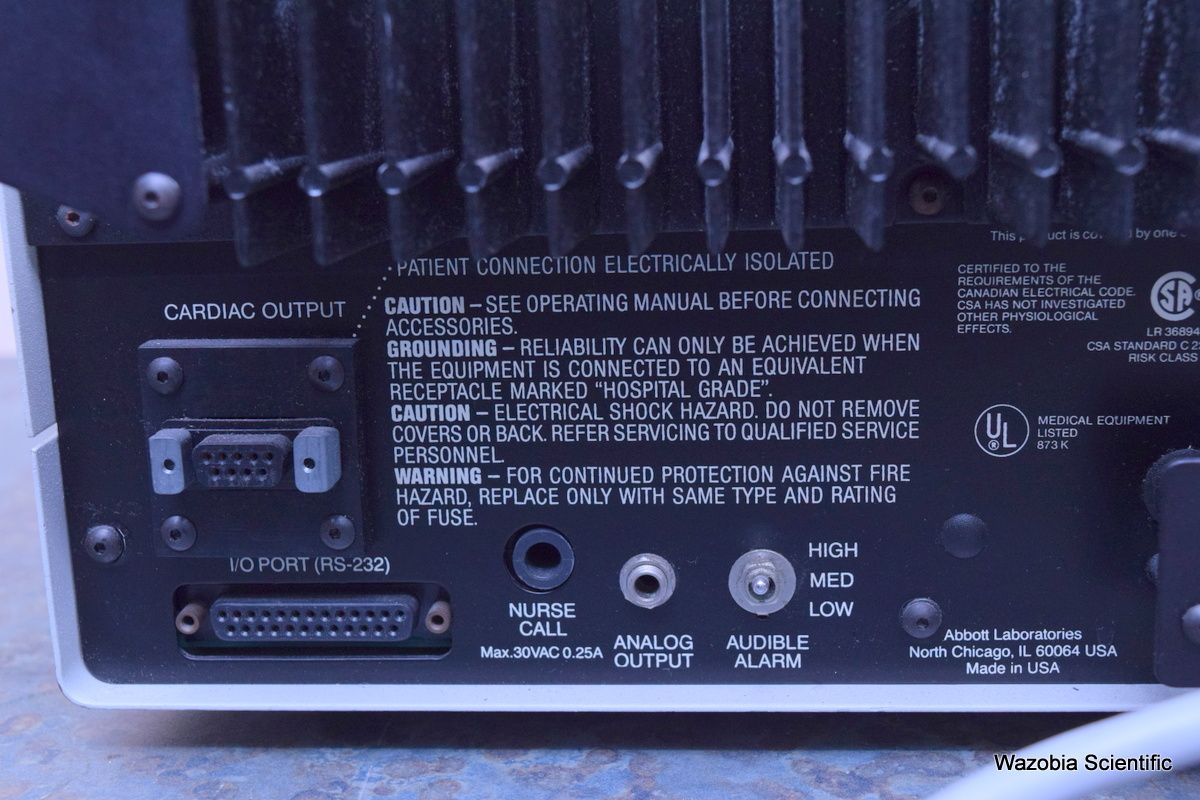 This product is covered by one
PATIENT CONNECTION ELECTRICALLY ISOLATED
CARDIAC OUTPUT
CAUTION – SEE OPERATING MANUAL BEFORE CONNECTING
ACCESSORIES.
GROUNDING – RELIABILITY CAN ONLY BE ACHIEVED WHEN
THE EQUIPMENT IS CONNECTED TO AN EQUIVALENT
RECEPTACLE MARKED “HOSPITAL GRADE”.
CAUTION – ELECTRICAL SHOCK HAZARD. DO NOT REMOVE
COVERS OR BACK. REFER SERVICING TO QUALIFIED SERVICE
PERSONNEL.
WARNING – FOR CONTINUED PROTECTION AGAINST FIRE
HAZARD, REPLACE ONLY WITH SAME TYPE AND RATING
OF FUSE.
CERTIFIED TO THE
REQUIREMENTS OF THE
CANADIAN ELECTRICAL CODE.
CSA HAS NOT INVESTIGATED
OTHER PHYSIOLOGICAL
EFFECTS.
SA
LR 36894
CSA STANDARD C 2
RISK CLASS
UL
MEDICAL EQUIPMENT
LISTED
873 K
I/O PORT (RS-232)
NURSE
CALL
Max.30VAC 0.25A
ANALOG
OUTPUT
AUDIBLE
ALARM
HIGH
MED
LOW
Abbott Laboratories
North Chicago, IL 60064 USA
Made in USA
Wazobia Scientific